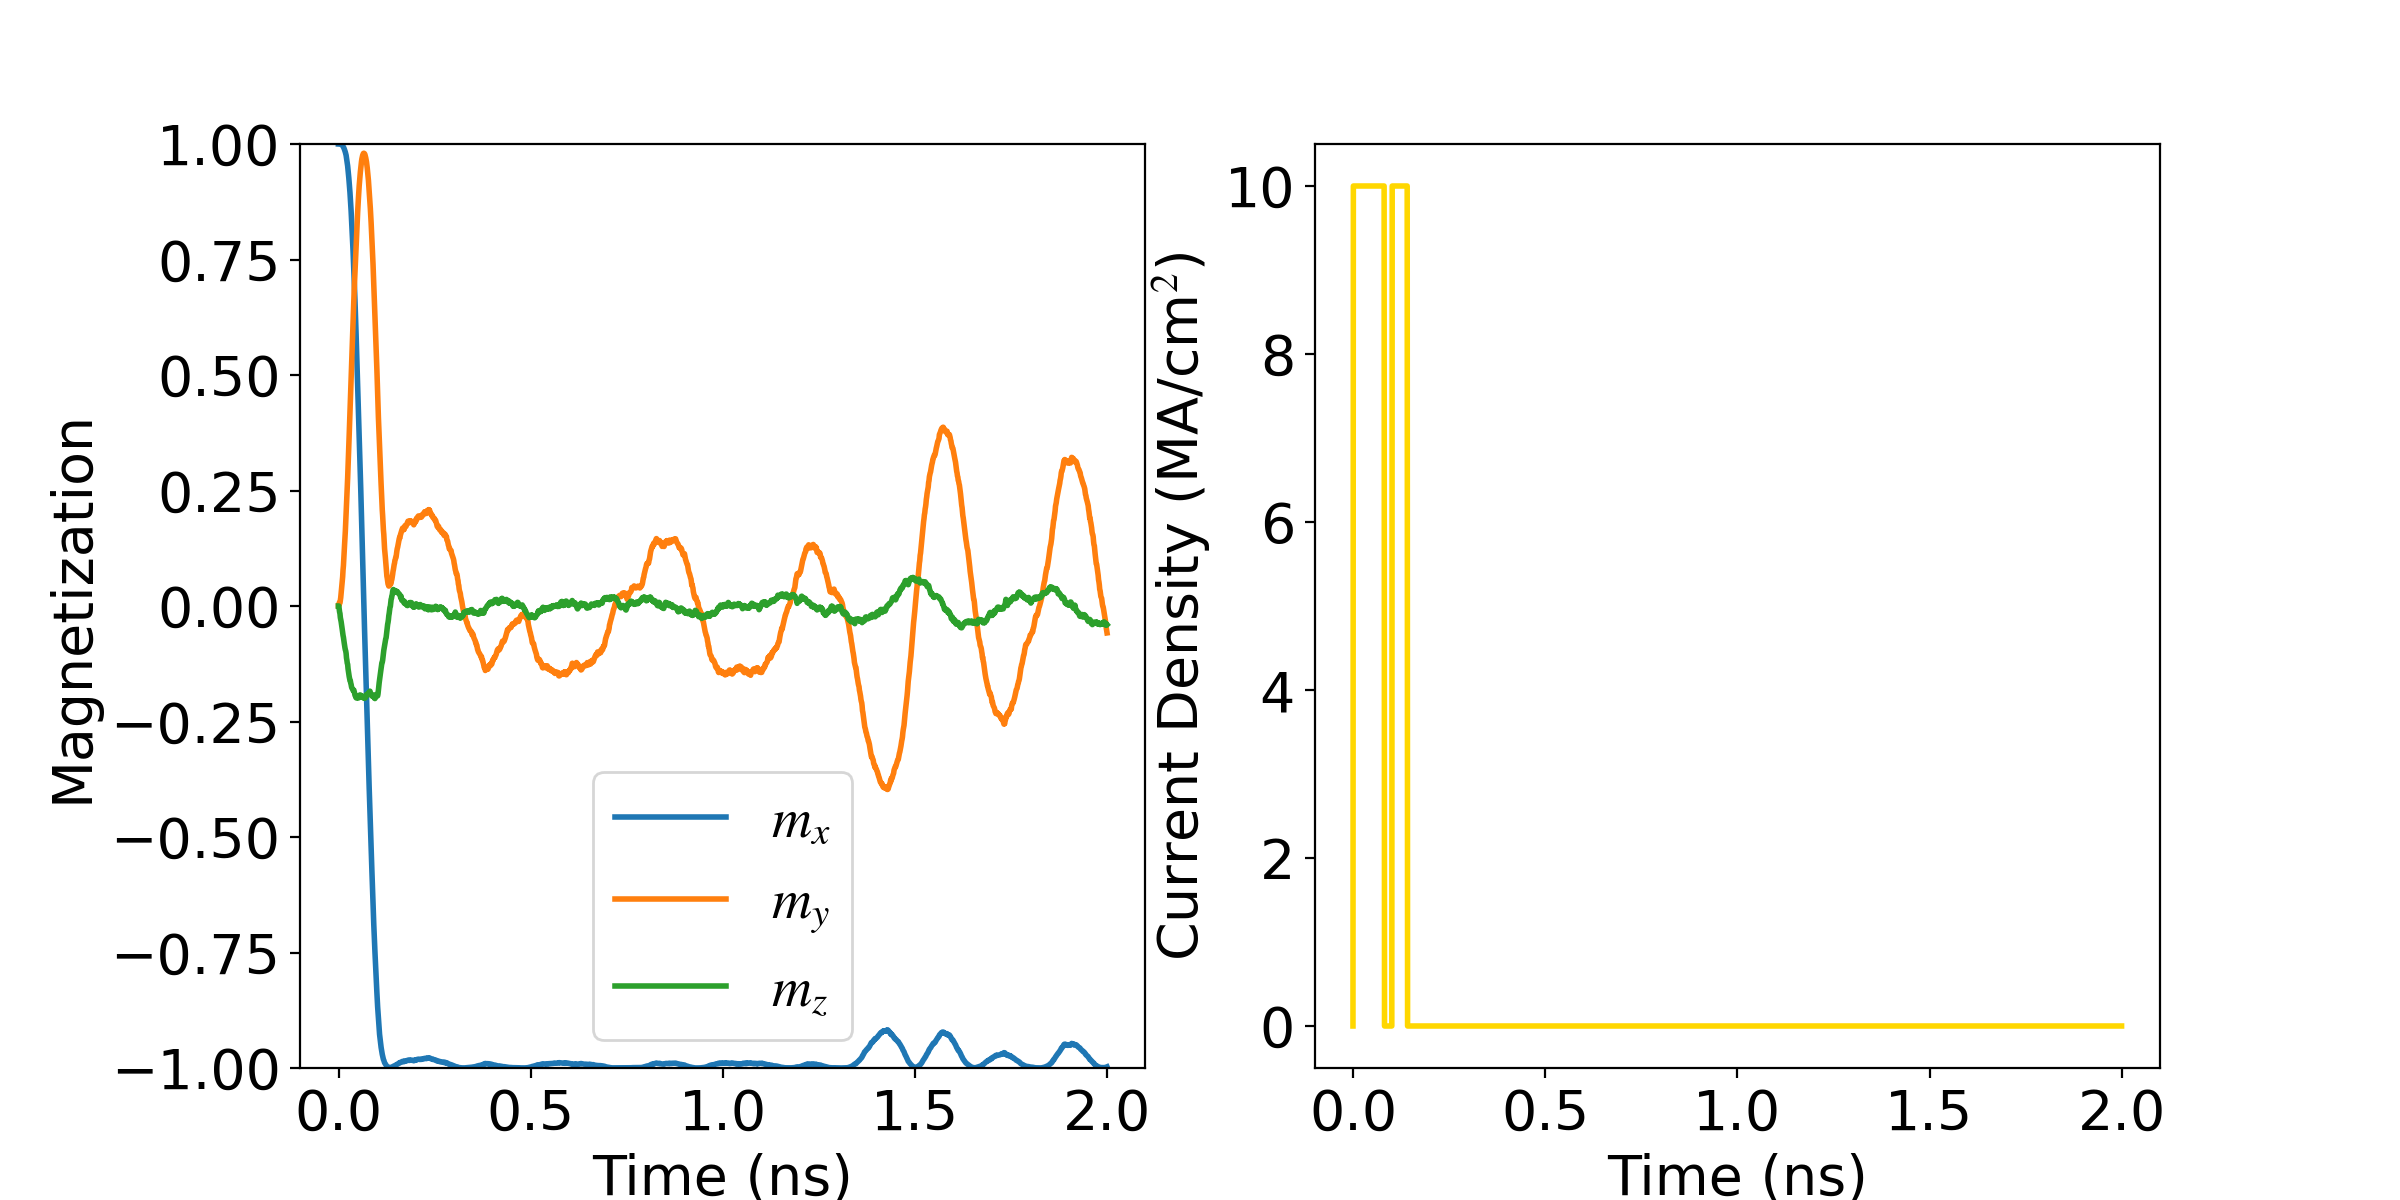 Magnetization
1.00
0.75
0.50
0.25
0.00
−0.25
−0.50
−0.75
−1.00
0.0 0.5 1.0 1.5 2.0
Time (ns)
m_x
m_y
m_z
Current Density (MA/cm²)
10
8
6
4
2
0
0.0 0.5 1.0 1.5 2.0
Time (ns)